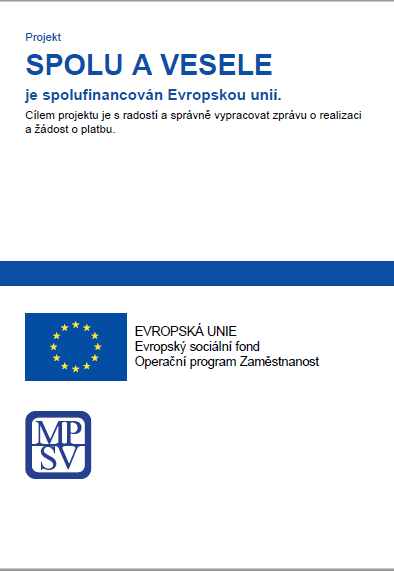 Projekt
SPOLU A VESELE
je spolufinancován Evropskou unií.
Cílem projektu je s radostí a správně vypracovat zprávu o realizaci
a žádost o platbu.
EVROPSKÁ UNIE
Evropský sociální fond
Operační program Zaměstnanost
MP
SV